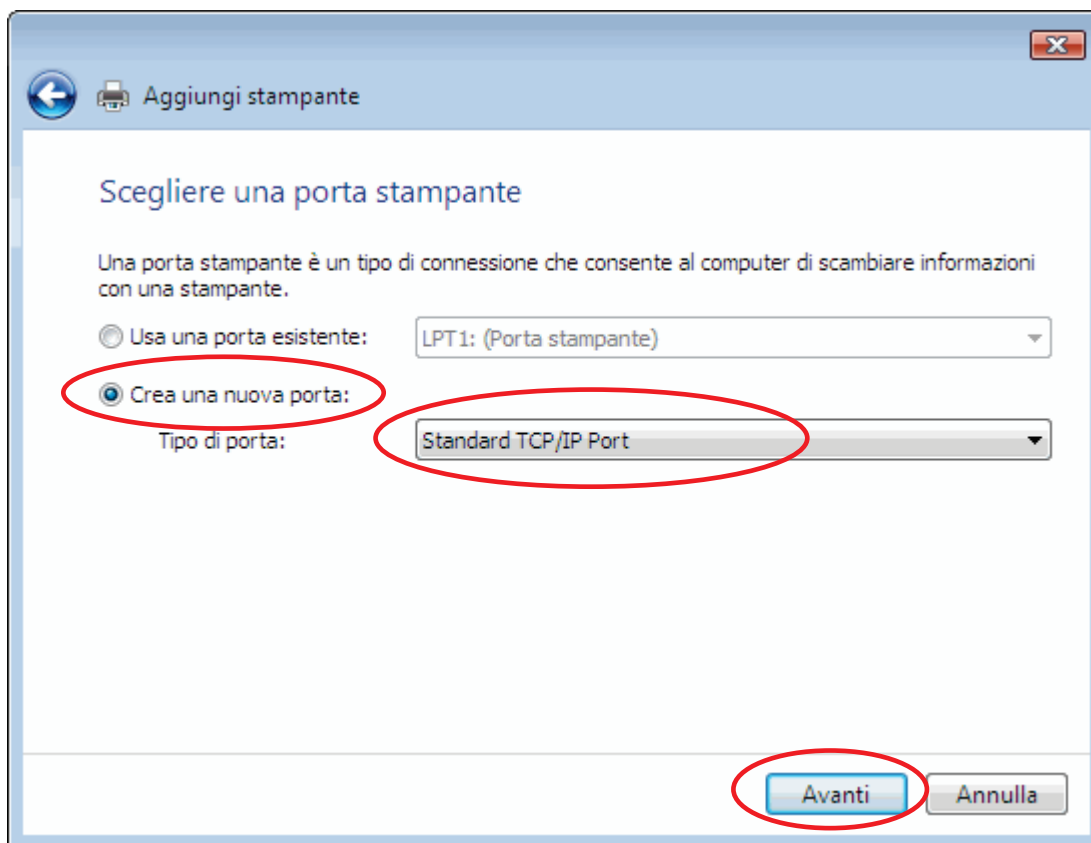 Aggiungi stampante
Scegliere una porta stampante
Una porta stampante è un tipo di connessione che consente al computer di scambiare informazioni
con una stampante.
Usa una porta esistente: LPT1: (Porta stampante)
Crea una nuova porta:
Tipo di porta: Standard TCP/IP Port
Avanti Annulla